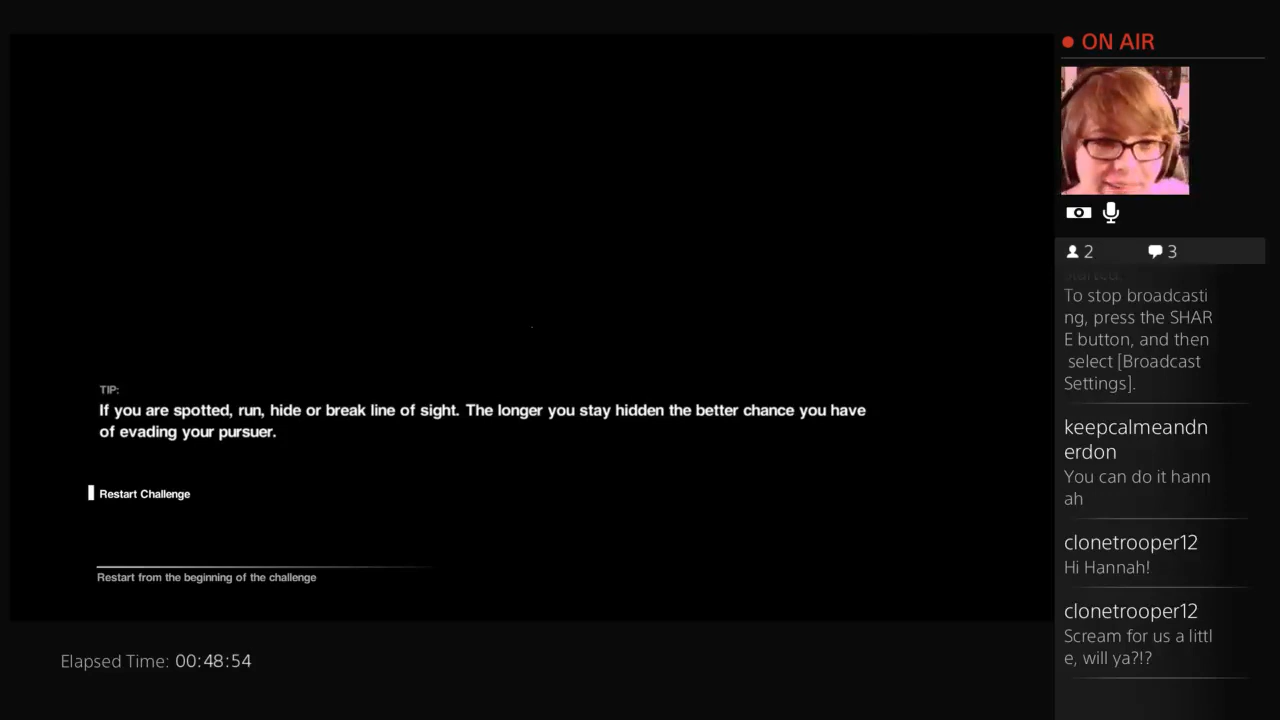 ON AIR
2 3
started.
To stop broadcasti
ng, press the SHAR
E button, and then
select [Broadcast
Settings].
keepcalmeandn
erdon
You can do it hann
ah
clonetrooper12
Hi Hannah!
clonetrooper12
Scream for us a littl
e, will ya?!?
TIP:
If you are spotted, run, hide or break line of sight. The longer you stay hidden the better chance you have
of evading your pursuer.
Restart Challenge
Restart from the beginning of the challenge
Elapsed Time: 00:48:54